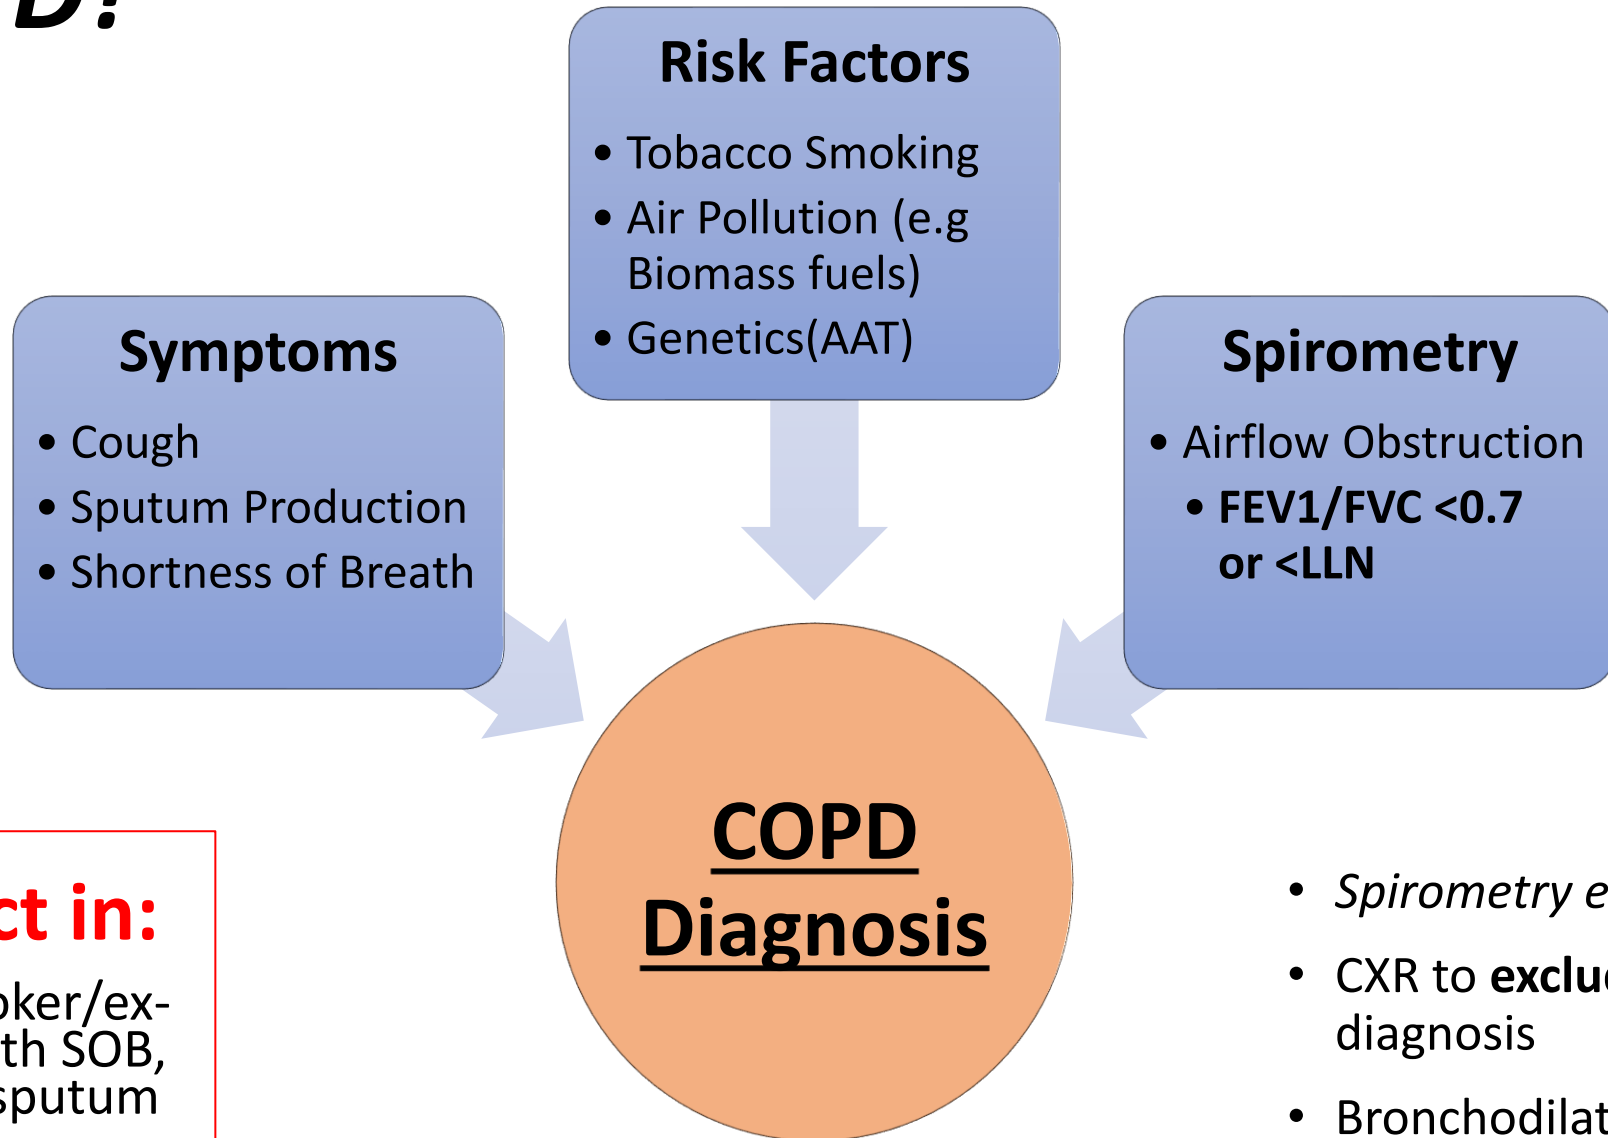 D?
Risk Factors
• Tobacco Smoking
• Air Pollution (e.g
Biomass fuels)
• Genetics(AAT)
Symptoms
• Cough
• Sputum Production
• Shortness of Breath
Spirometry
• Airflow Obstruction
• FEV1/FVC <0.7
or <LLN
COPD
Diagnosis
ct in:
oker/ex-
th SOB,
sputum
• Spirometry e
• CXR to exclu
diagnosis
• Bronchodilat